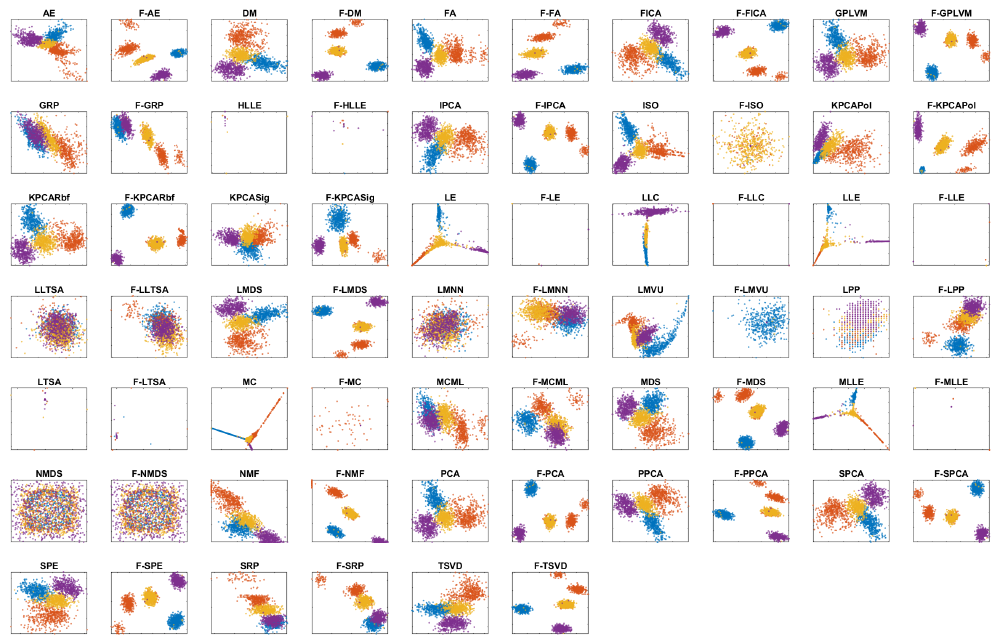 AE F-AE DM F-DM FA F-FA FICA F-FICA GPLVM F-GPLVM
GRP F-GRP HLLE F-HLLE IPCA F-IPCA ISO F-ISO KPCAPol F-KPCAPol
KPCARbf F-KPCARbf KPCASig F-KPCASig LE F-LE LLC F-LLC LLE F-LLE
LLTSA F-LLTSA LMDS F-LMDS LMNN F-LMNN LMVU F-LMVU LPP F-LPP
LTSA F-LTSA MC F-MC MCML F-MCML MDS F-MDS MLLE F-MLLE
NMDS F-NMDS NMF F-NMF PCA F-PCA PPCA F-PPCA SPCA F-SPCA
SPE F-SPE SRP F-SRP TSVD F-TSVD